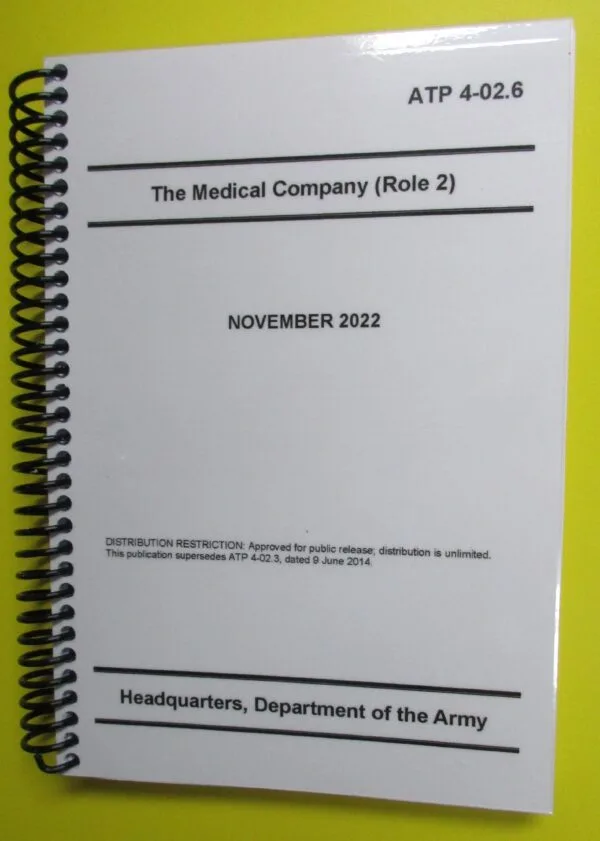 ATP 4-02.6
The Medical Company (Role 2)
NOVEMBER 2022
DISTRIBUTION RESTRICTION: Approved for public release; distribution is unlimited.
This publication supersedes ATP 4-02.3, dated 9 June 2014.
Headquarters, Department of the Army